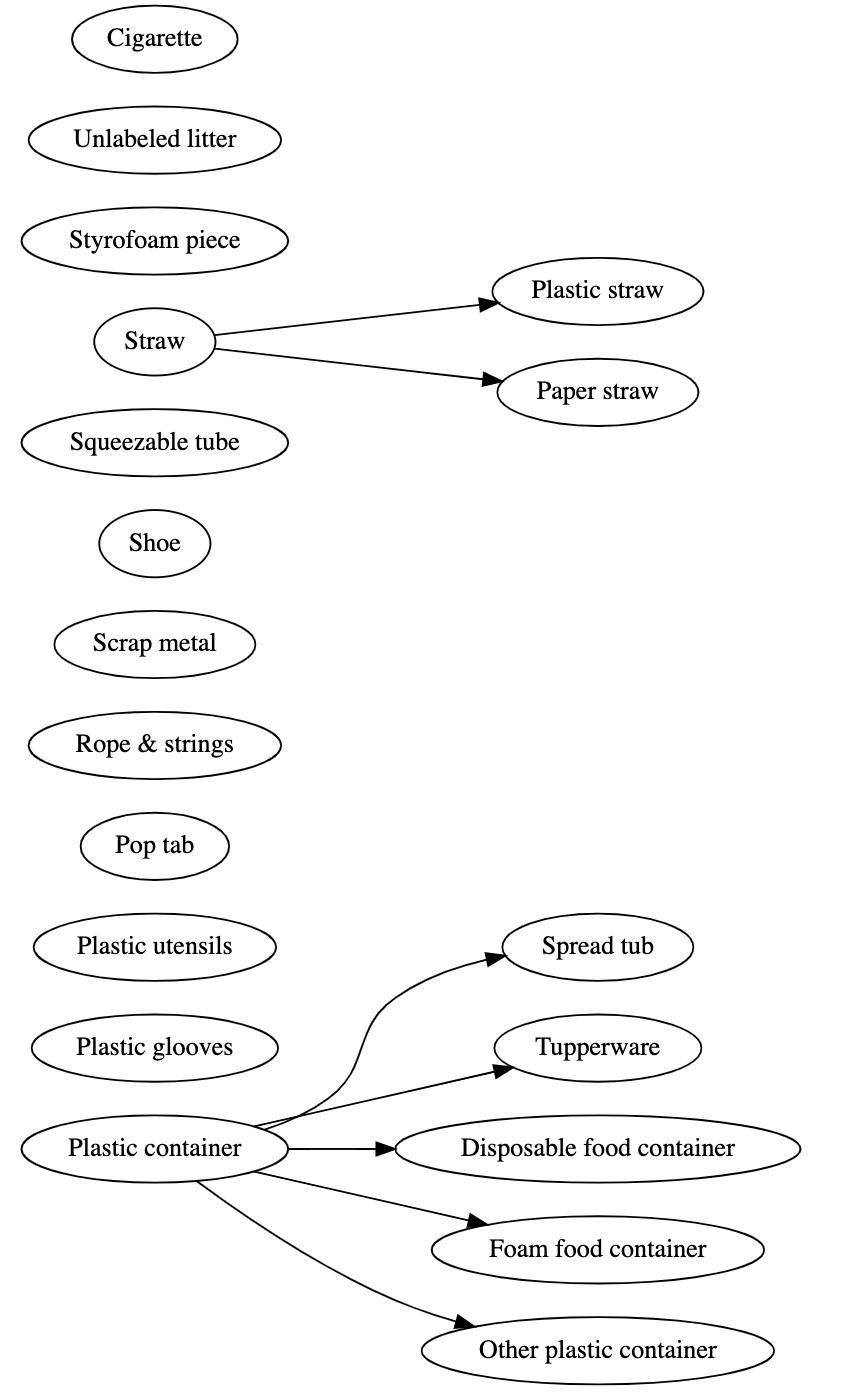 Cigarette
Unlabeled litter
Styrofoam piece
Plastic straw
Straw
Paper straw
Squeezable tube
Shoe
Scrap metal
Rope & strings
Pop tab
Plastic utensils
Spread tub
Plastic glooves
Tupperware
Plastic container
Disposable food container
Foam food container
Other plastic container